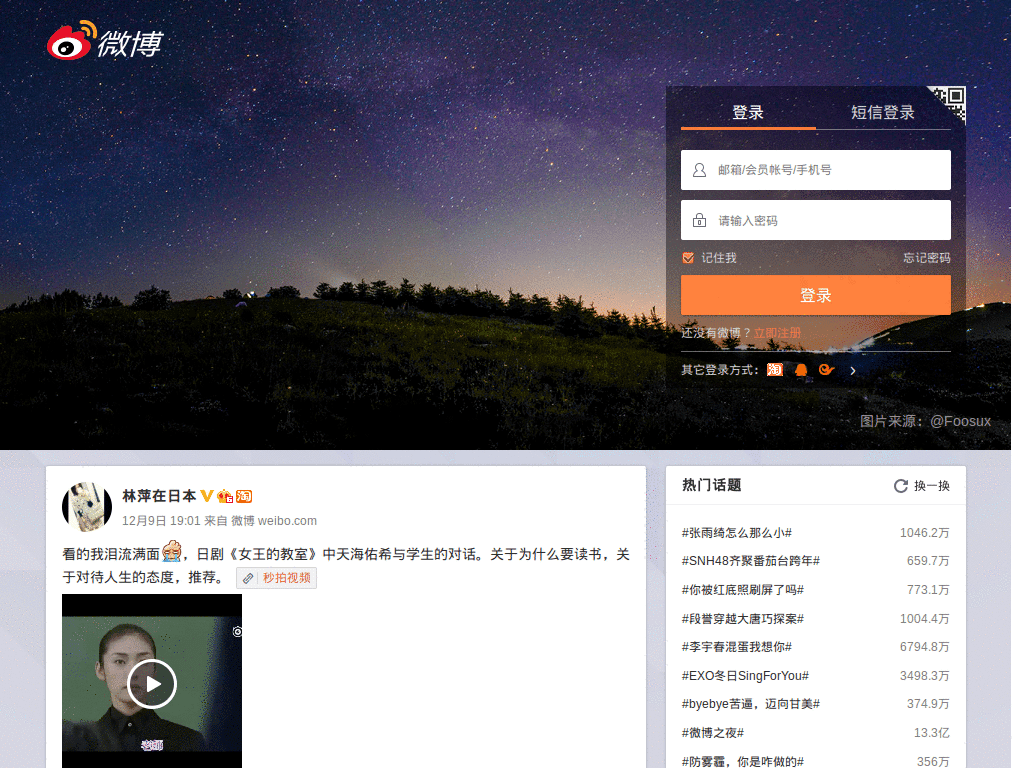 微博
登录
短信登录
邮箱/会员帐号/手机号
请输入密码
记住我
忘记密码
登录
还没有微博？立即注册
其它登录方式：淘
图片来源：@Foosux
林萍在日本 V 淘
12月9日 19:01 来自 微博 weibo.com
看的我泪流满面，日剧《女王的教室》中天海佑希与学生的对话。关于为什么要读书，关
于对待人生的态度，推荐。 秒拍视频
老师
热门话题
换一换
#张雨绮怎么那么小# 1046.2万
#SNH48齐聚番茄台跨年# 659.7万
#你被红底照刷屏了吗# 773.1万
#段誉穿越大唐巧探案# 1004.4万
#李宇春混蛋我想你# 6794.8万
#EXO冬日SingForYou# 3498.3万
#byebye苦逼，迈向甘美# 374.9万
#微博之夜# 13.3亿
#防雾霾，你是咋做的# 356万